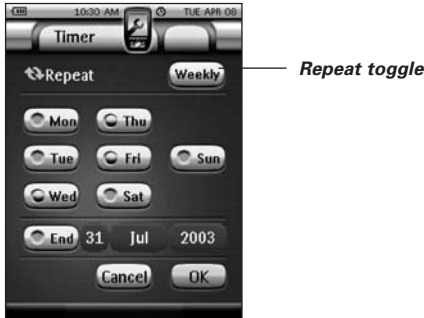 10:30 AM TUE APR 08
Timer
Repeat Weekly
Repeat toggle
Mon Thu
Tue Fri Sun
Wed Sat
End 31 Jul 2003
Cancel OK